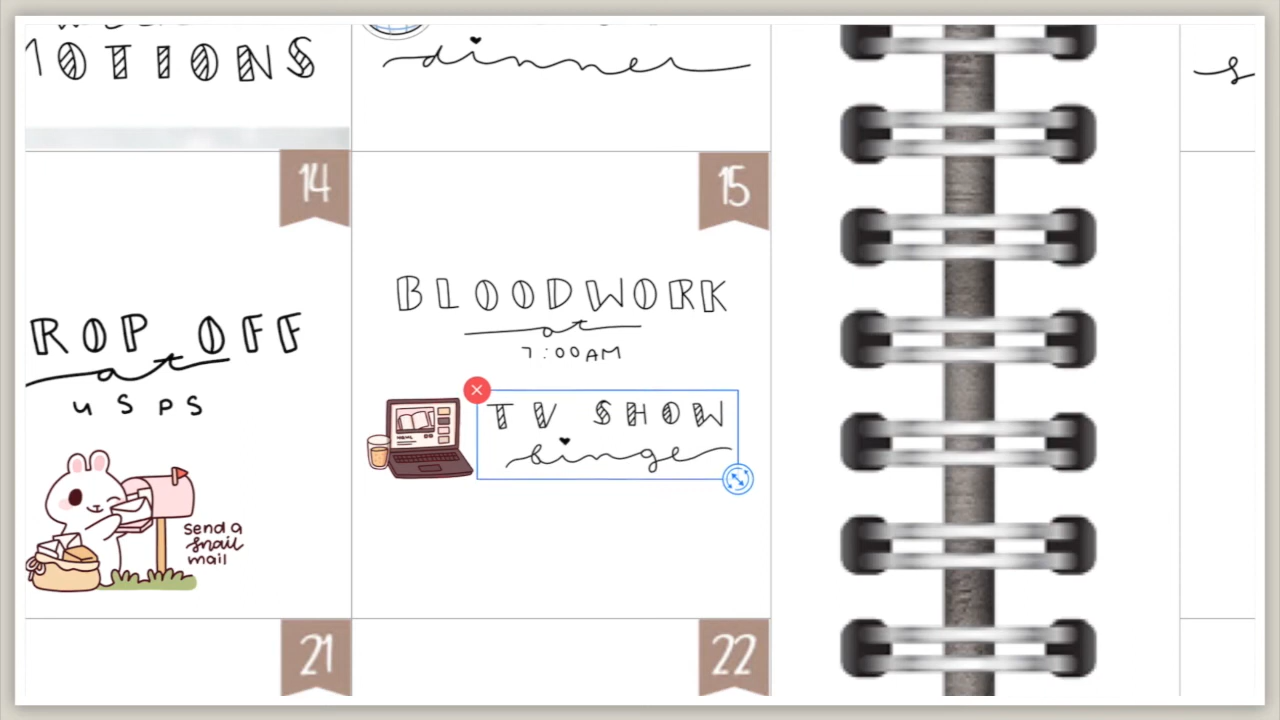 MOTIONS
dinner
14
15
ROP OFF
at
USPS
send a
snail
mail
BLOODWORK
at
7:00AM
TV SHOW
binge
21
22